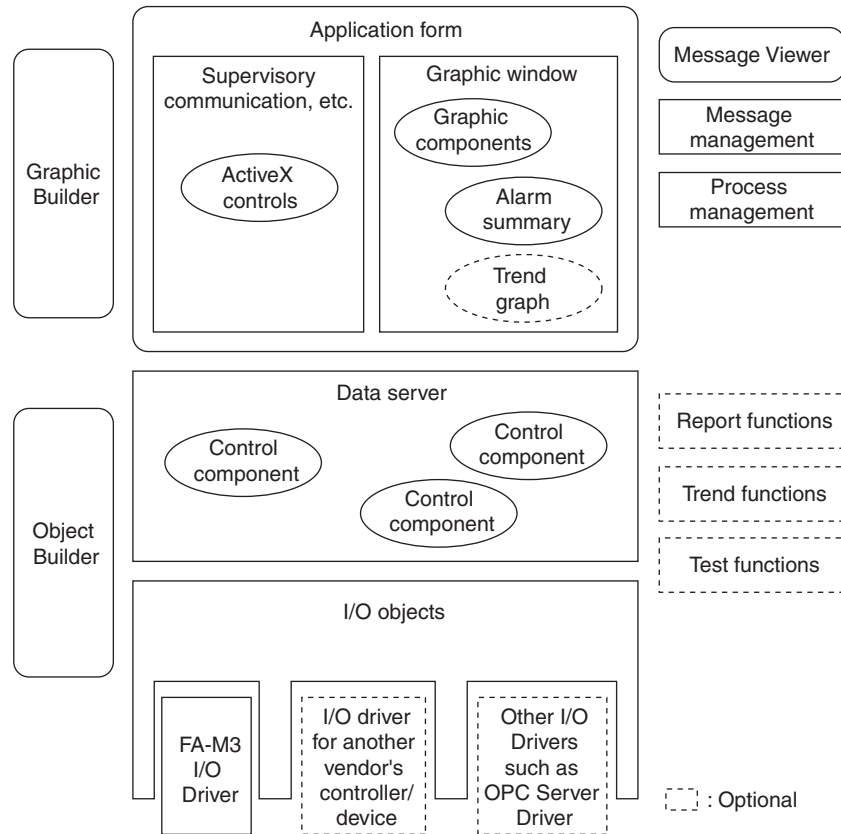 Application form
Supervisory
communication, etc.
ActiveX
controls
Graphic window
Graphic
components
Alarm
summary
Trend
graph
Graphic
Builder
Message Viewer
Message
management
Process
management
Data server
Control
component
Control
component
Control
component
Object
Builder
Report functions
Trend functions
Test functions
I/O objects
FA-M3
I/O
Driver
I/O driver
for another
vendor's
controller/
device
Other I/O
Drivers
such as
OPC Server
Driver
: Optional